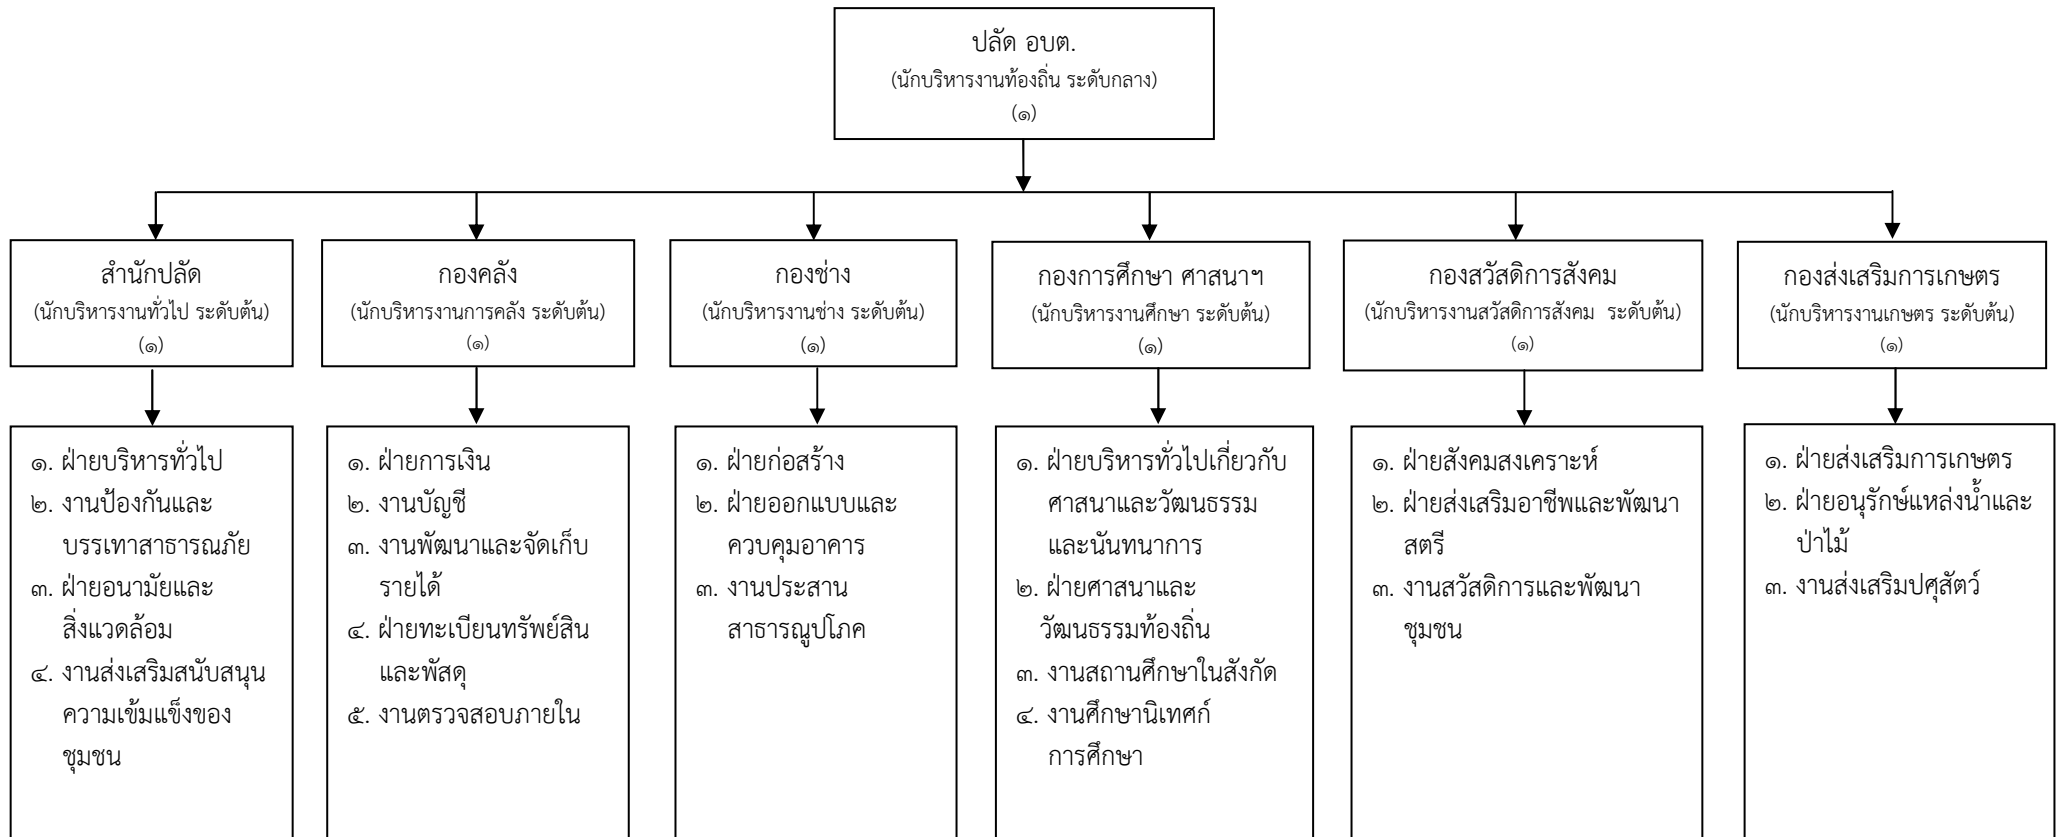 ปลัด อบต.
(นักบริหารงานท้องถิ่น ระดับกลาง)
(๑)
สำนักปลัด
(นักบริหารงานทั่วไป ระดับต้น)
(๑)
กองคลัง
(นักบริหารงานการคลัง ระดับต้น)
(๑)
กองช่าง
(นักบริหารงานช่าง ระดับต้น)
(๑)
กองการศึกษา ศาสนาฯ
(นักบริหารงานศึกษา ระดับต้น)
(๑)
กองสวัสดิการสังคม
(นักบริหารงานสวัสดิการสังคม ระดับต้น)
(๑)
กองส่งเสริมการเกษตร
(นักบริหารงานเกษตร ระดับต้น)
(๑)
๑. ฝ่ายบริหารทั่วไป
๒. งานป้องกันและ
บรรเทาสาธารณภัย
๓. ฝ่ายอนามัยและ
สิ่งแวดล้อม
๔. งานส่งเสริมสนับสนุน
ความเข้มแข็งของ
ชุมชน
๑. ฝ่ายการเงิน
๒. งานบัญชี
๓. งานพัฒนาและจัดเก็บ
รายได้
๔. ฝ่ายทะเบียนทรัพย์สิน
และพัสดุ
๕. งานตรวจสอบภายใน
๑. ฝ่ายก่อสร้าง
๒. ฝ่ายออกแบบและ
ควบคุมอาคาร
๓. งานประสาน
สาธารณูปโภค
๑. ฝ่ายบริหารทั่วไปเกี่ยวกับ
ศาสนาและวัฒนธรรม
และนันทนาการ
๒. ฝ่ายศาสนาและ
วัฒนธรรมท้องถิ่น
๓. งานสถานศึกษาในสังกัด
๔. งานศึกษานิเทศก์
การศึกษา
๑. ฝ่ายสังคมสงเคราะห์
๒. ฝ่ายส่งเสริมอาชีพและพัฒนา
สตรี
๓. งานสวัสดิการและพัฒนา
ชุมชน
๑. ฝ่ายส่งเสริมการเกษตร
๒. ฝ่ายอนุรักษ์แหล่งน้ำและ
ป่าไม้
๓. งานส่งเสริมปศุสัตว์